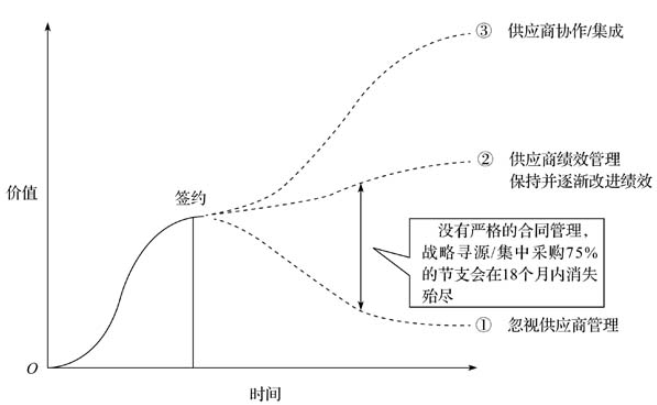 ③ 供应商协作/集成
② 供应商绩效管理
保持并逐渐改进绩效
价值
签约
没有严格的合同管理，
战略寻源/集中采购75%
的节支会在18个月内消失
殆尽
① 忽视供应商管理
O
时间